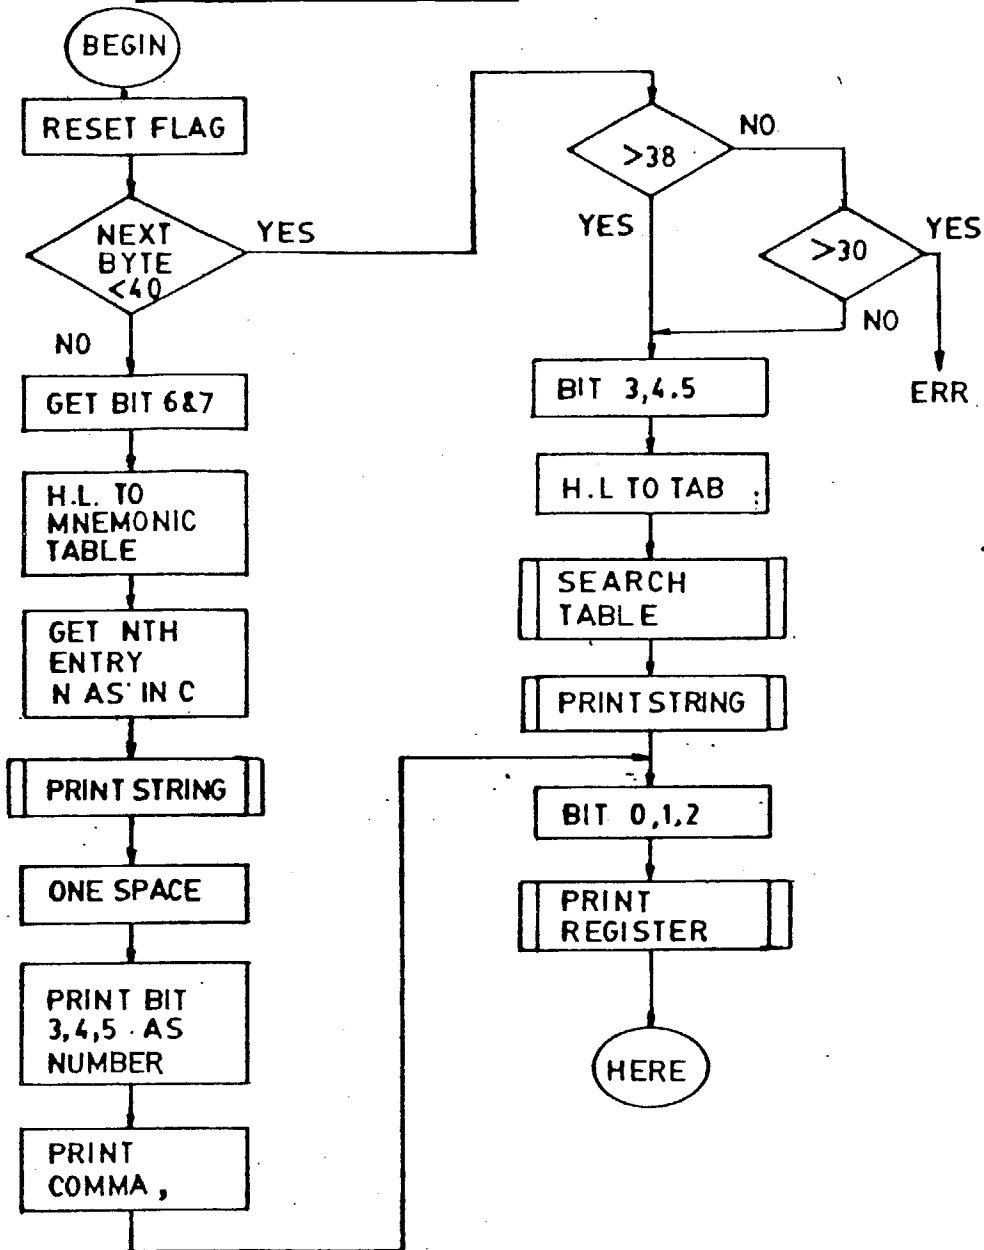 BEGIN
RESET FLAG
NEXT
BYTE
<40
YES
NO
GET BIT 6&7
H.L. TO
MNEMONIC
TABLE
GET NTH
ENTRY
N AS IN C
PRINT STRING
ONE SPACE
PRINT BIT
3,4,5 AS
NUMBER
PRINT
COMMA ,
>38
NO
YES
>30
YES
NO
ERR
BIT 3,4.5
H.L TO TAB
SEARCH
TABLE
PRINT STRING
BIT 0,1,2
PRINT
REGISTER
HERE